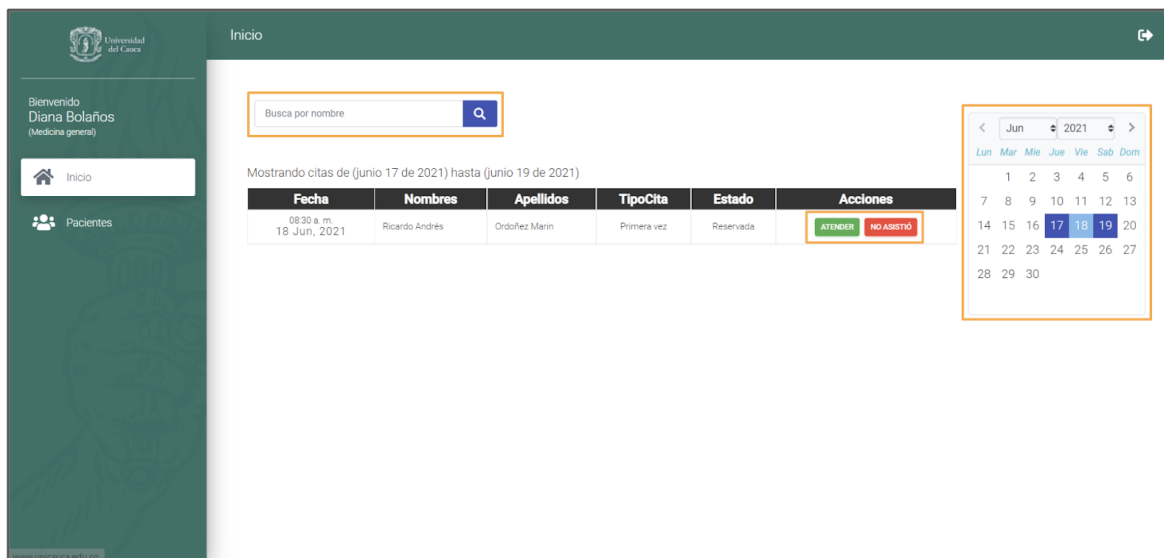 Universidad
del Cauca
Inicio
Bienvenido
Diana Bolaños
(Medicina general)
Inicio
Pacientes
Busca por nombre
Mostrando citas de (junio 17 de 2021) hasta (junio 19 de 2021)
Fecha Nombres Apellidos TipoCita Estado Acciones
08:30 a. m.
18 Jun, 2021 Ricardo Andrés Ordoñez Marin Primera vez Reservada ATENDER NO ASISTIÓ
Jun 2021
Lun Mar Mie Jue Vie Sab Dom
1 2 3 4 5 6
7 8 9 10 11 12 13
14 15 16 17 18 19 20
21 22 23 24 25 26 27
28 29 30
www.unicauca.edu.co